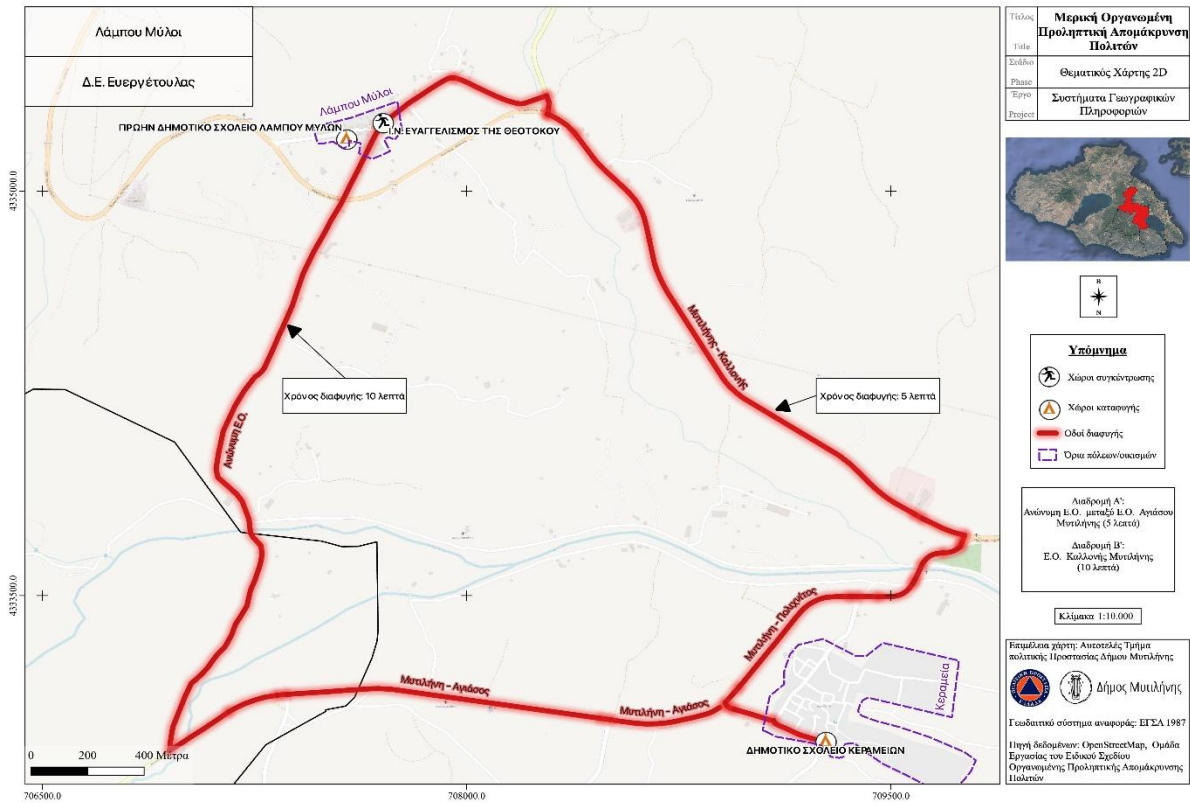 Λάμπου Μύλοι
Δ.Ε. Ευεργέτουλας
Λάμπου Μύλοι
ΠΡΩΗΝ ΔΗΜΟΤΙΚΟ ΣΧΟΛΕΙΟ ΛΑΜΠΟΥ ΜΥΛΩΝ
Ι.Ν. ΕΥΑΓΓΕΛΙΣΜΟΣ ΤΗΣ ΘΕΟΤΟΚΟΥ
4335000.0
Μυτιλήνης - Καλλονής
Χρόνος διαφυγής: 10 λεπτά
Χρόνος διαφυγής: 5 λεπτά
Ανώνυμη Ε.Ο.
4333500.0
Μυτιλήνη - Πολιχνίτος
Μυτιλήνη - Αγιάσος
Μυτιλήνη - Αγιάσος
Κεραμεία
ΔΗΜΟΤΙΚΟ ΣΧΟΛΕΙΟ ΚΕΡΑΜΕΙΩΝ
0 200 400 Μέτρα
706500.0 708000.0 709500.0
Τίτλος
Title
Μερική Οργανωμένη
Προληπτική Απομάκρυνση
Πολιτών
Στάδιο
Phase
Θεματικός Χάρτης 2D
Έργο
Project
Συστήματα Γεωγραφικών
Πληροφοριών
Β
Ν
Υπόμνημα
Χώροι συγκέντρωσης
Χώροι καταφυγής
Οδοί διαφυγής
Όρια πόλεων/οικισμών
Διαδρομή Α':
Ανώνυμη Ε.Ο. μεταξύ Ε.Ο. Αγιάσου
Μυτιλήνης (5 λεπτά)
Διαδρομή Β':
Ε.Ο. Καλλονής Μυτιλήνης
(10 λεπτά)
Κλίμακα 1:10.000
Επιμέλεια χάρτη: Αυτοτελές Τμήμα
πολιτικής Προστασίας Δήμου Μυτιλήνης
Δήμος Μυτιλήνης
Γεωδαιτικό σύστημα αναφοράς: ΕΓΣΑ 1987
Πηγή δεδομένων: OpenStreetMap, Ομάδα
Εργασίας του Ειδικού Σχεδίου
Οργανωμένης Προληπτικής Απομάκρυνσης
Πολιτών